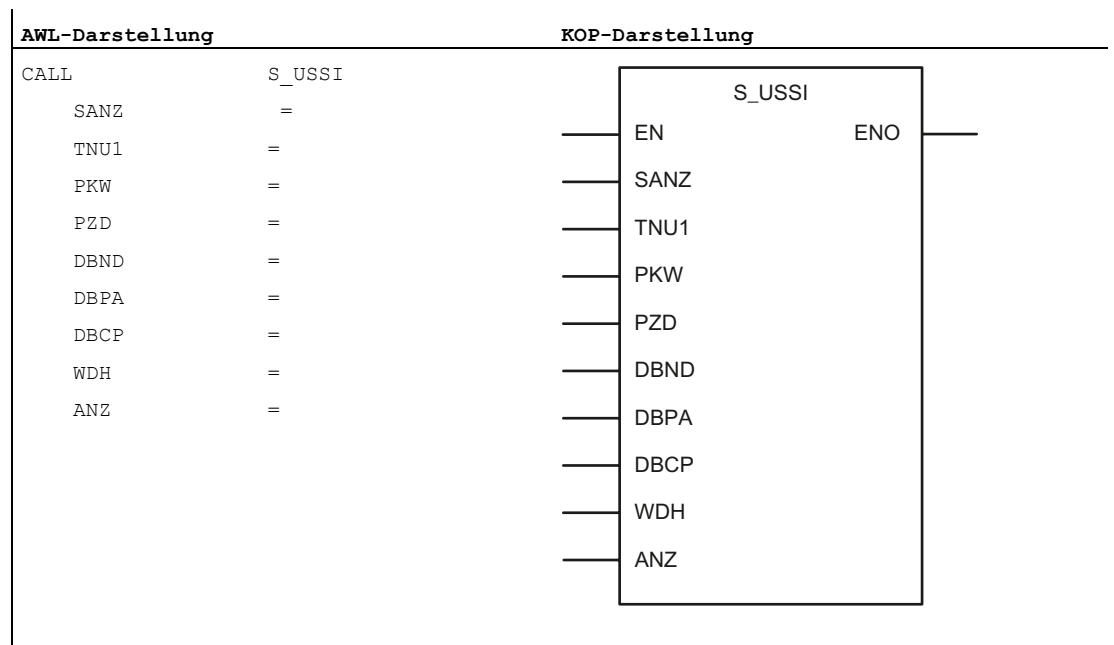 AWL-Darstellung KOP-Darstellung
CALL S_USSI
SANZ =
TNU1 =
PKW =
PZD =
DBND =
DBPA =
DBCP =
WDH =
ANZ =
S_USSI
EN ENO
SANZ
TNU1
PKW
PZD
DBND
DBPA
DBCP
WDH
ANZ